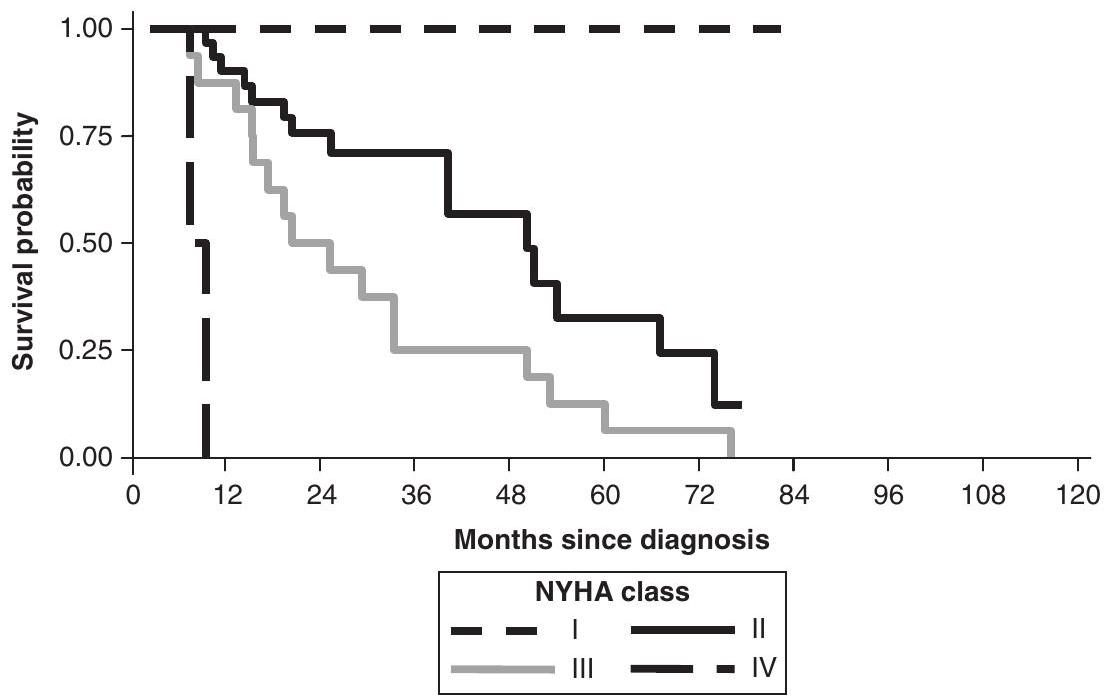 1.00
0.75
0.50
0.25
0.00
Survival probability
0 12 24 36 48 60 72 84 96 108 120
Months since diagnosis
NYHA class
I II
III IV